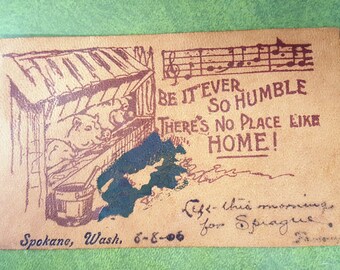 BE IT EVER
SO HUMBLE
THERE'S NO PLACE LIKE
HOME!
Left this morning
for Sprague.
Spokane, Wash. 6-8-06